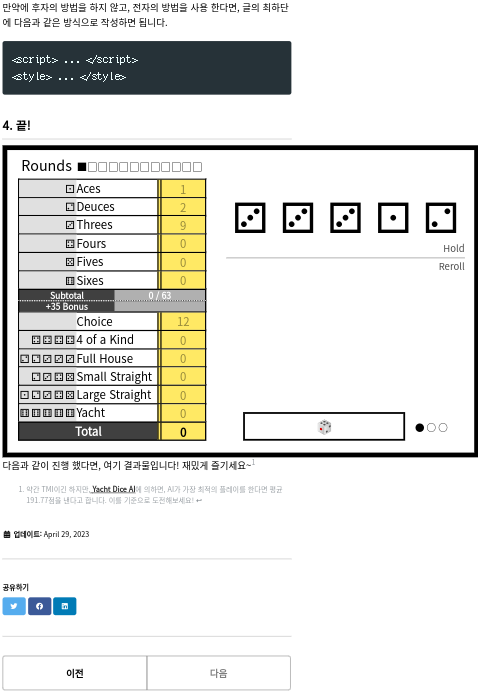 만약에 후자의 방법을 하지 않고, 전자의 방법을 사용 한다면, 글의 최하단
에 다음과 같은 방식으로 작성하면 됩니다.
<script> ... </script>
<style> ... </style>
4. 끝!
Rounds
Aces 1
Deuces 2
Threes 9
Fours 0
Fives 0
Sixes 0
Subtotal 0 / 63
+35 Bonus
Choice 12
4 of a Kind 0
Full House 0
Small Straight 0
Large Straight 0
Yacht 0
Total 0
Hold
Reroll
다음과 같이 진행 했다면, 여기 결과물입니다! 재밌게 즐기세요~1
1. 약간 TMI이긴 하지만, Yacht Dice AI에 의하면, AI가 가장 최적의 플레이를 한다면 평균
191.77점을 낸다고 합니다. 이를 기준으로 도전해보세요! ↩
업데이트: April 29, 2023
공유하기
이전
다음